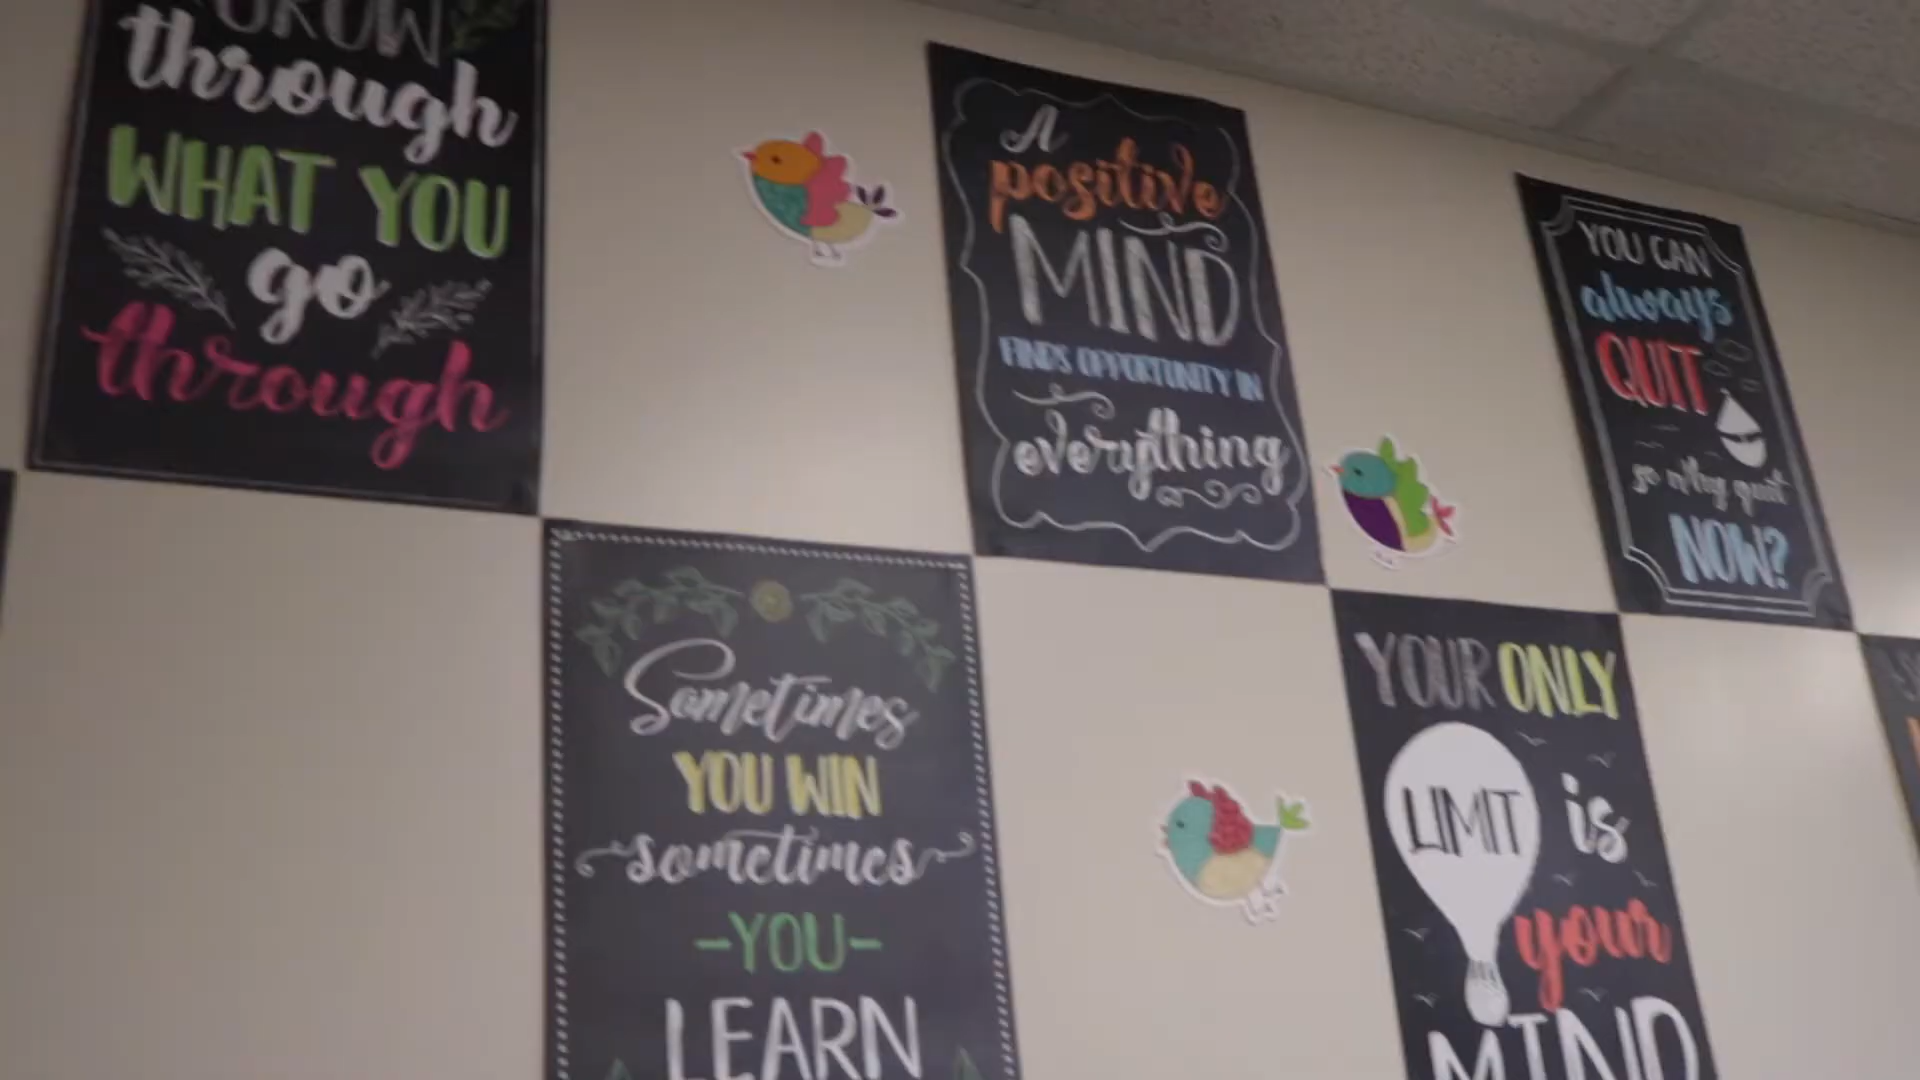 GROW
through
WHAT YOU
go
through
A
positive
MIND
FINDS OPPORTUNITY IN
everything
YOU CAN
always
QUIT
so why quit
NOW?
Sometimes
YOU WIN
sometimes
-YOU-
LEARN
YOUR ONLY
LIMIT is
your
MIND